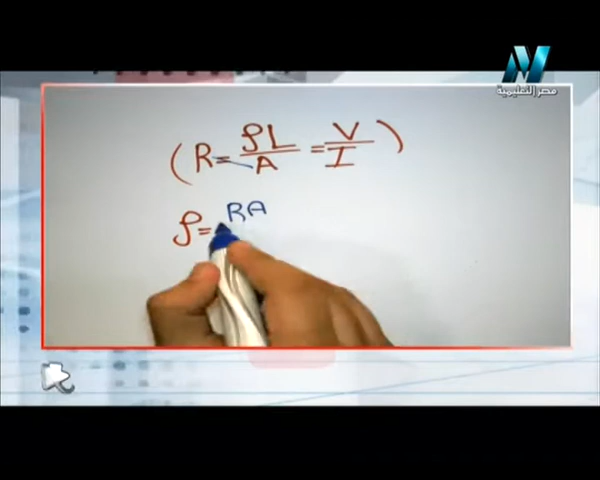 مصر التعليمية
(R = ρL/A = V/I)
ρ = RA